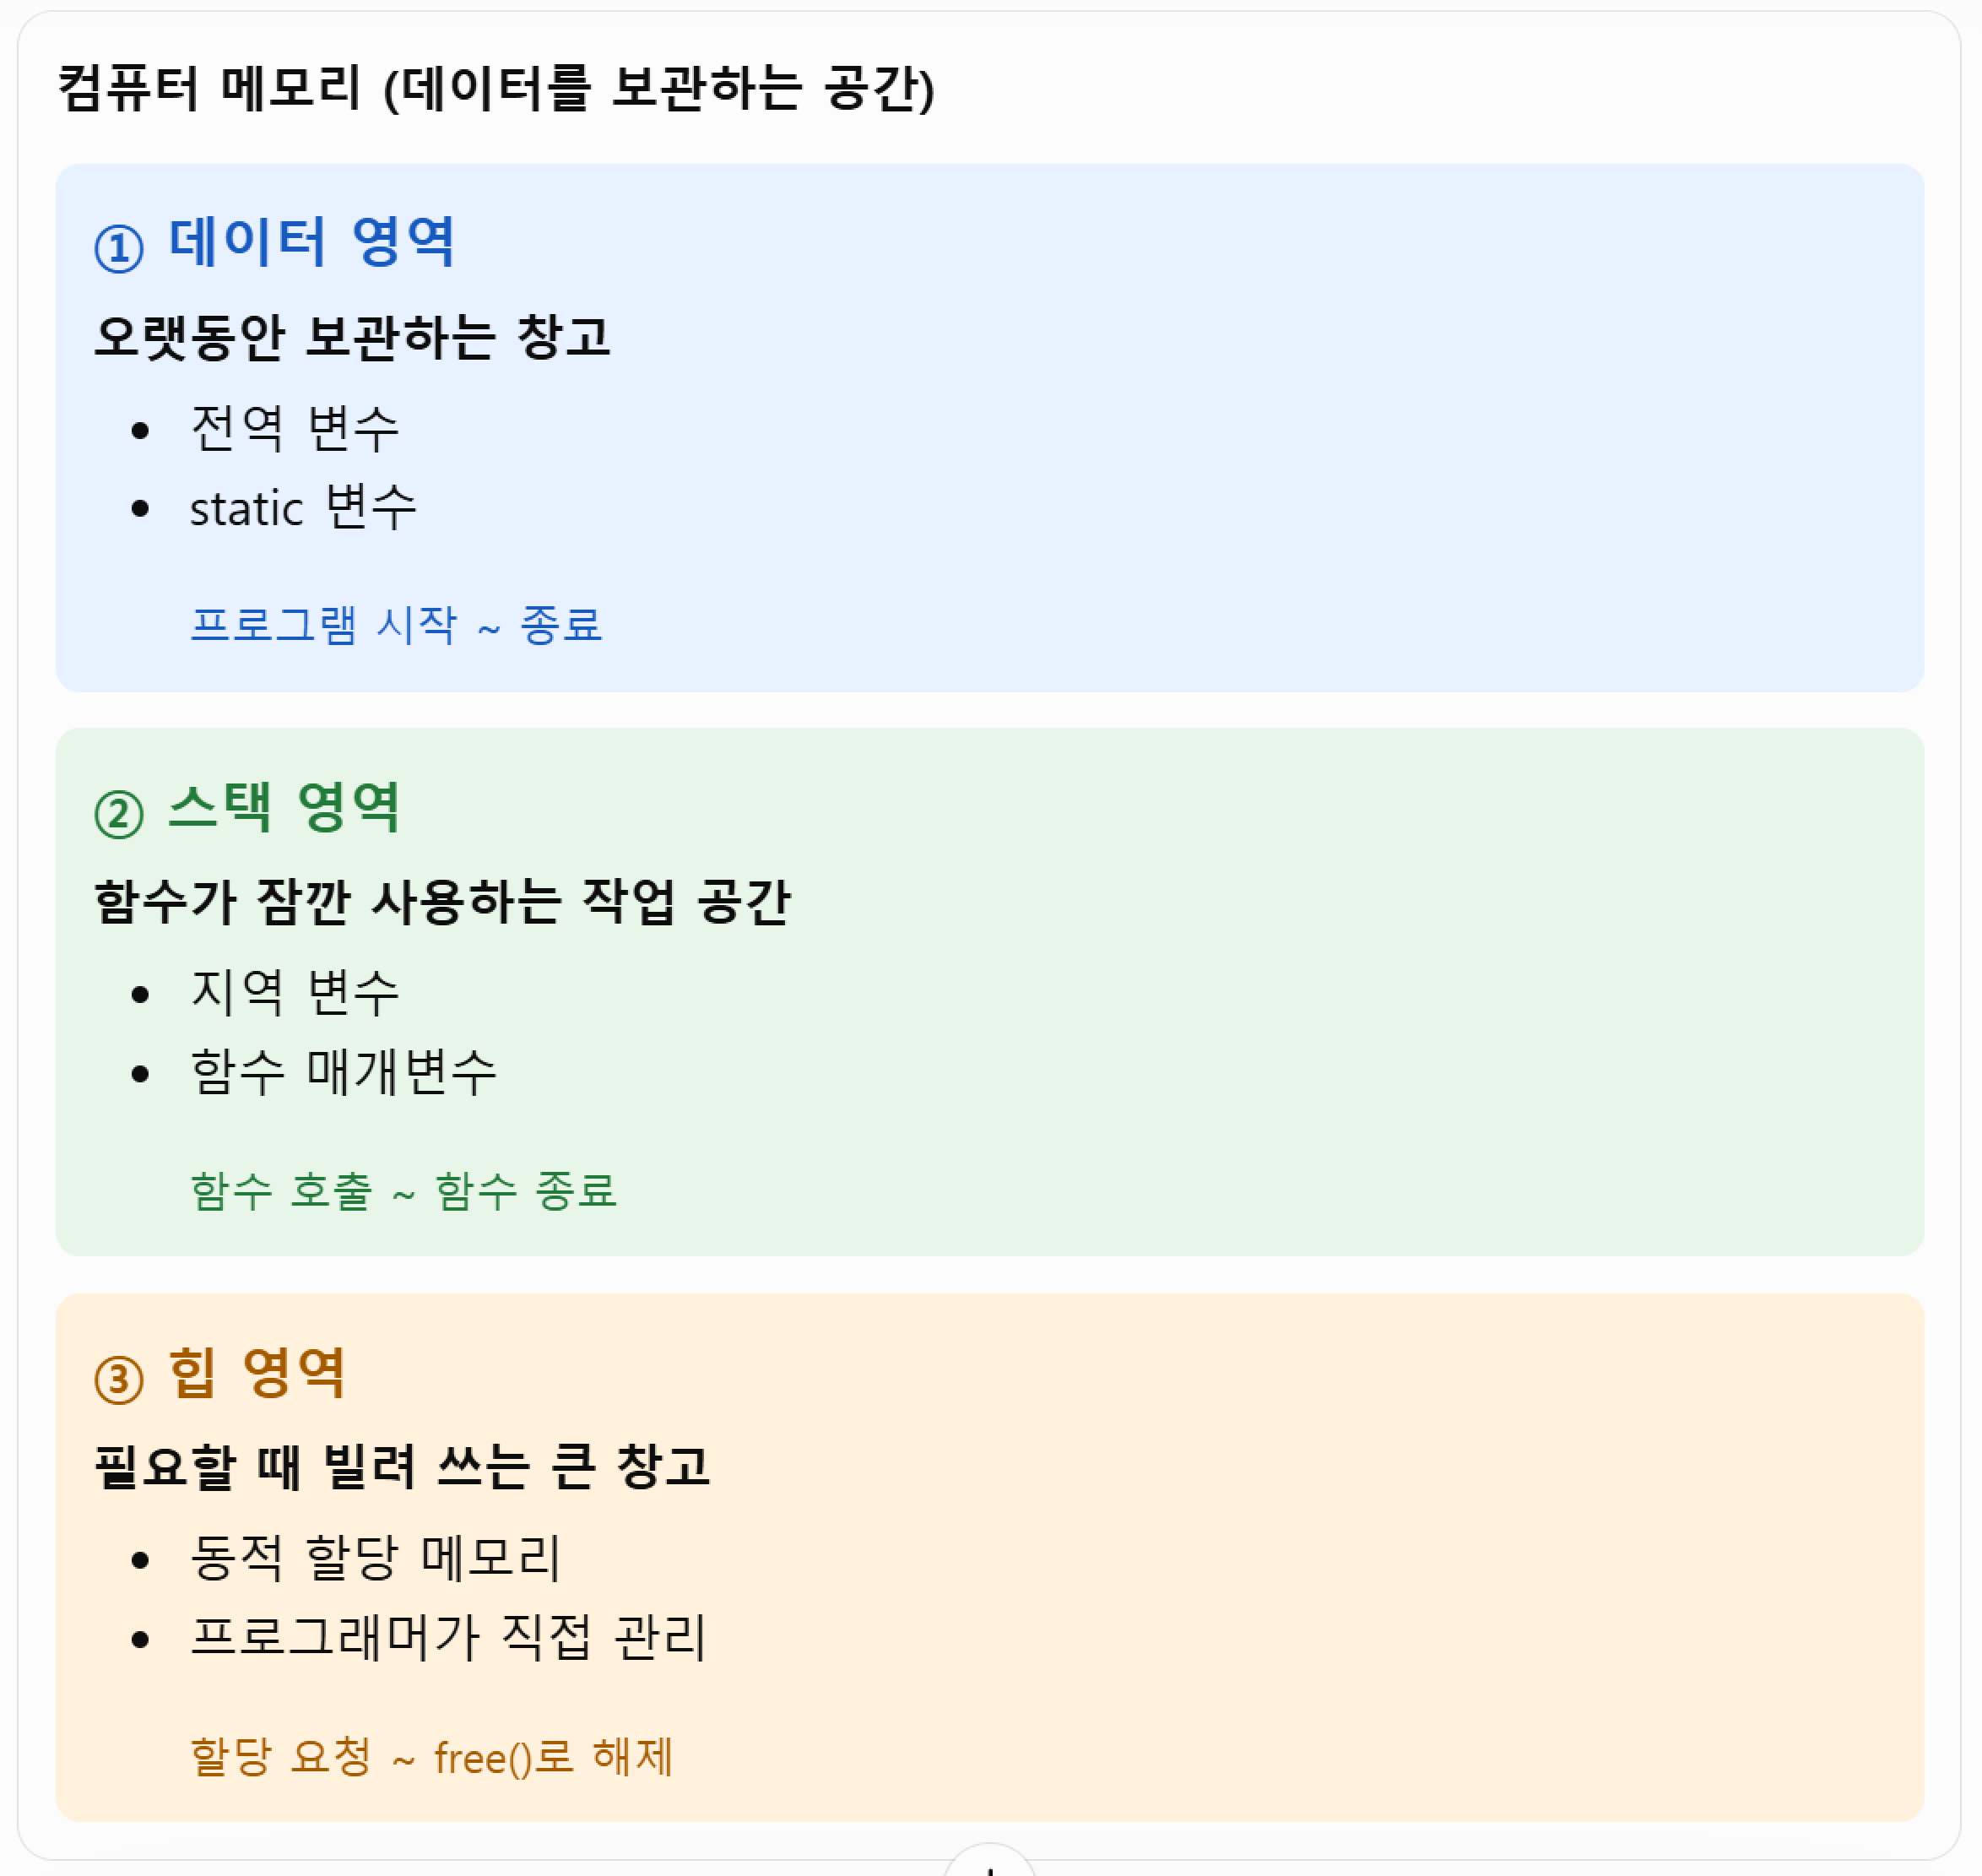 컴퓨터 메모리 (데이터를 보관하는 공간)
① 데이터 영역
오랫동안 보관하는 창고
• 전역 변수
• static 변수
프로그램 시작 ~ 종료
② 스택 영역
함수가 잠깐 사용하는 작업 공간
• 지역 변수
• 함수 매개변수
함수 호출 ~ 함수 종료
③ 힙 영역
필요할 때 빌려 쓰는 큰 창고
• 동적 할당 메모리
• 프로그래머가 직접 관리
할당 요청 ~ free()로 해제